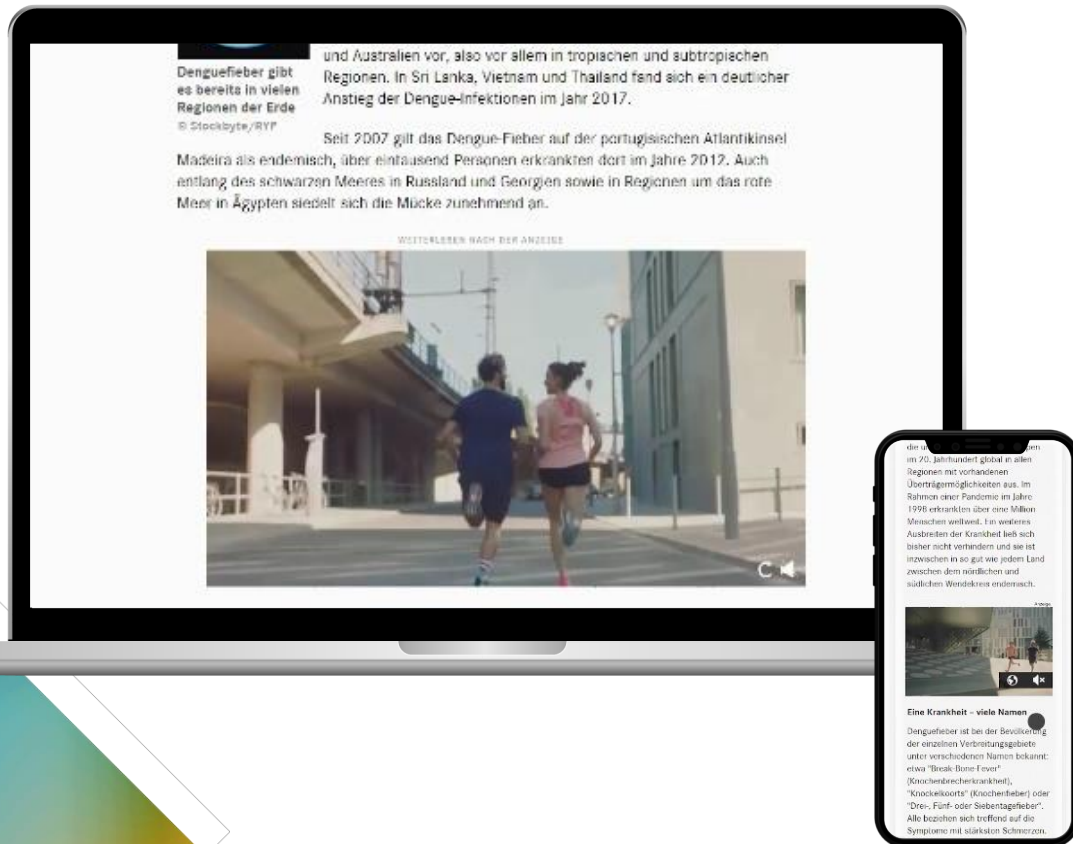 und Australien vor, also vor allem in tropischen und subtropischen
Regionen. In Sri Lanka, Vietnam und Thailand fand sich ein deutlicher
Anstieg der Dengue-Infektionen im Jahr 2017.
Denguefieber gibt
es bereits in vielen
Regionen der Erde
© Stockbyte/RYF
Seit 2007 gilt das Dengue-Fieber auf der portugisischen Atlantikinsel
Madeira als endemisch, über eintausend Personen erkrankten dort im Jahre 2012. Auch
entlang des schwarzen Meeres in Russland und Georgien sowie in Regionen um das rote
Meer in Ägypten siedelt sich die Mücke zunehmend an.
WEITERLESEN NACH DER ANZEIGE
die
im 20. Jahrhundert global in allen
Regionen mit vorhandenen
Überträgermöglichkeiten aus. Im
Rahmen einer Pandemie im Jahre
1998 erkrankten über eine Million
Menschen weltweit. Ein weiteres
Ausbreiten der Krankheit ließ sich
bisher nicht verhindern und sie ist
inzwischen in so gut wie jedem Land
zwischen dem nördlichen und
südlichen Wendekreis endemisch.
Anzeige
Eine Krankheit – viele Namen
Denguefieber ist bei der Bevölkerung
der einzelnen Verbreitungsgebiete
unter verschiedenen Namen bekannt:
etwa "Break-Bone-Fever"
(Knochenbrecherkrankheit),
"Knockelkoorts" (Knochenfieber) oder
"Drei-, Fünf- oder Siebentagefieber".
Alle beziehen sich treffend auf die
Symptome mit stärksten Schmerzen.